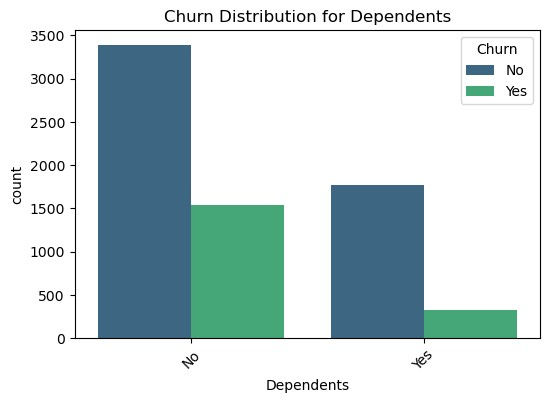 Churn Distribution for Dependents
3500
3000
2500
2000
1500
1000
500
0
count
Churn
No
Yes
No
Yes
Dependents